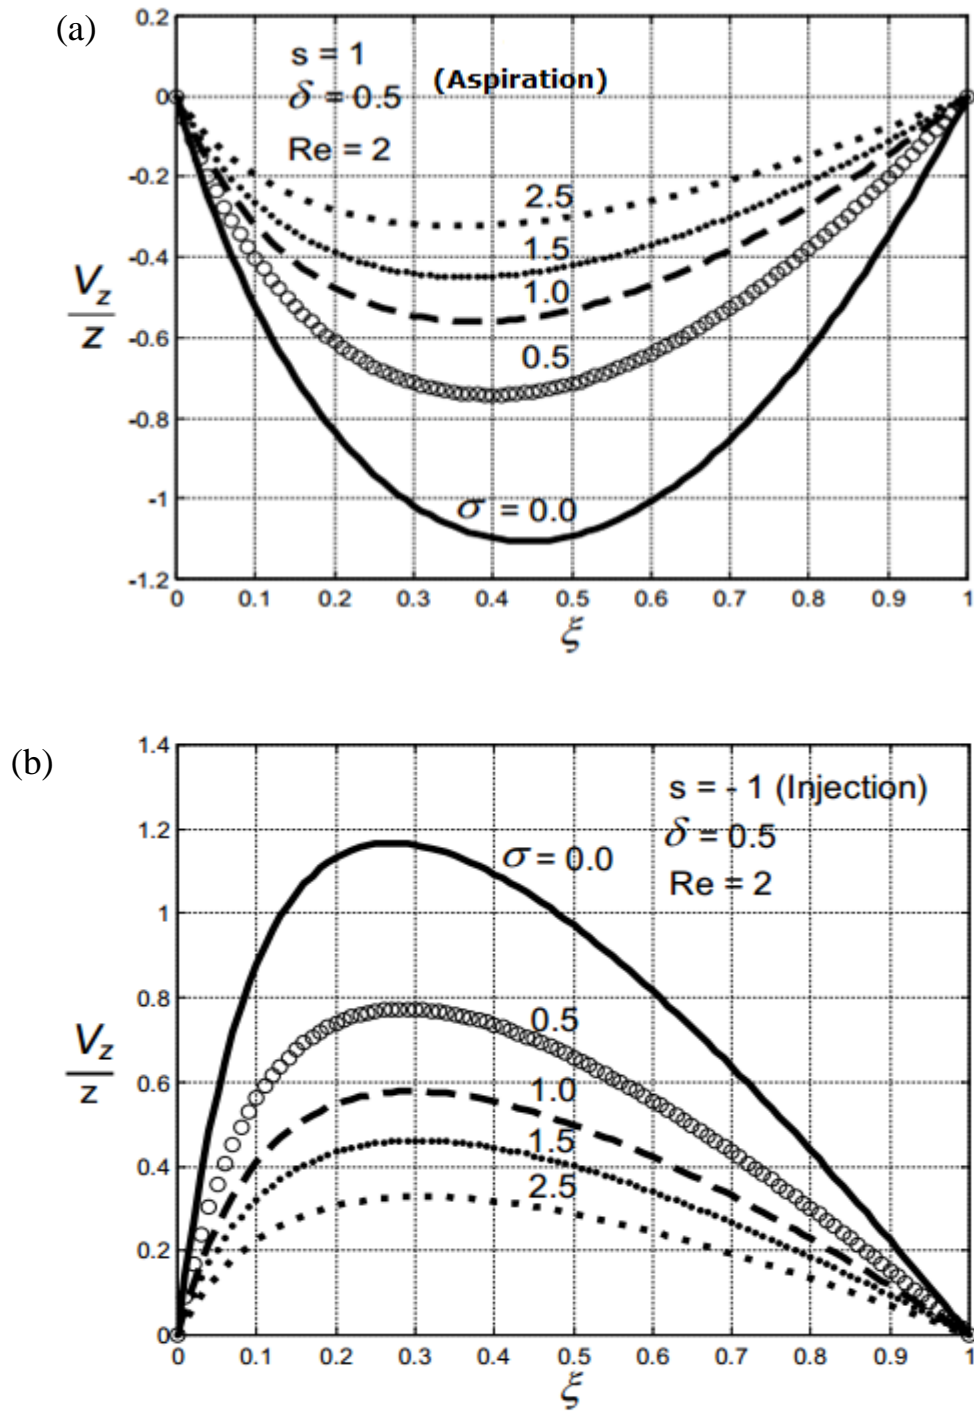 (a)
0.2
s = 1
(Aspiration)
δ = 0.5
Re = 2
0
-0.2
-0.4
-0.6
-0.8
-1
-1.2
V_z
z
2.5
1.5
1.0
0.5
σ = 0.0
0 0.1 0.2 0.3 0.4 0.5 0.6 0.7 0.8 0.9 1
ξ
(b)
1.4
1.2
1
0.8
0.6
0.4
0.2
0
V_z
z
s = - 1 (Injection)
δ = 0.5
Re = 2
σ = 0.0
0.5
1.0
1.5
2.5
0 0.1 0.2 0.3 0.4 0.5 0.6 0.7 0.8 0.9 1
ξ